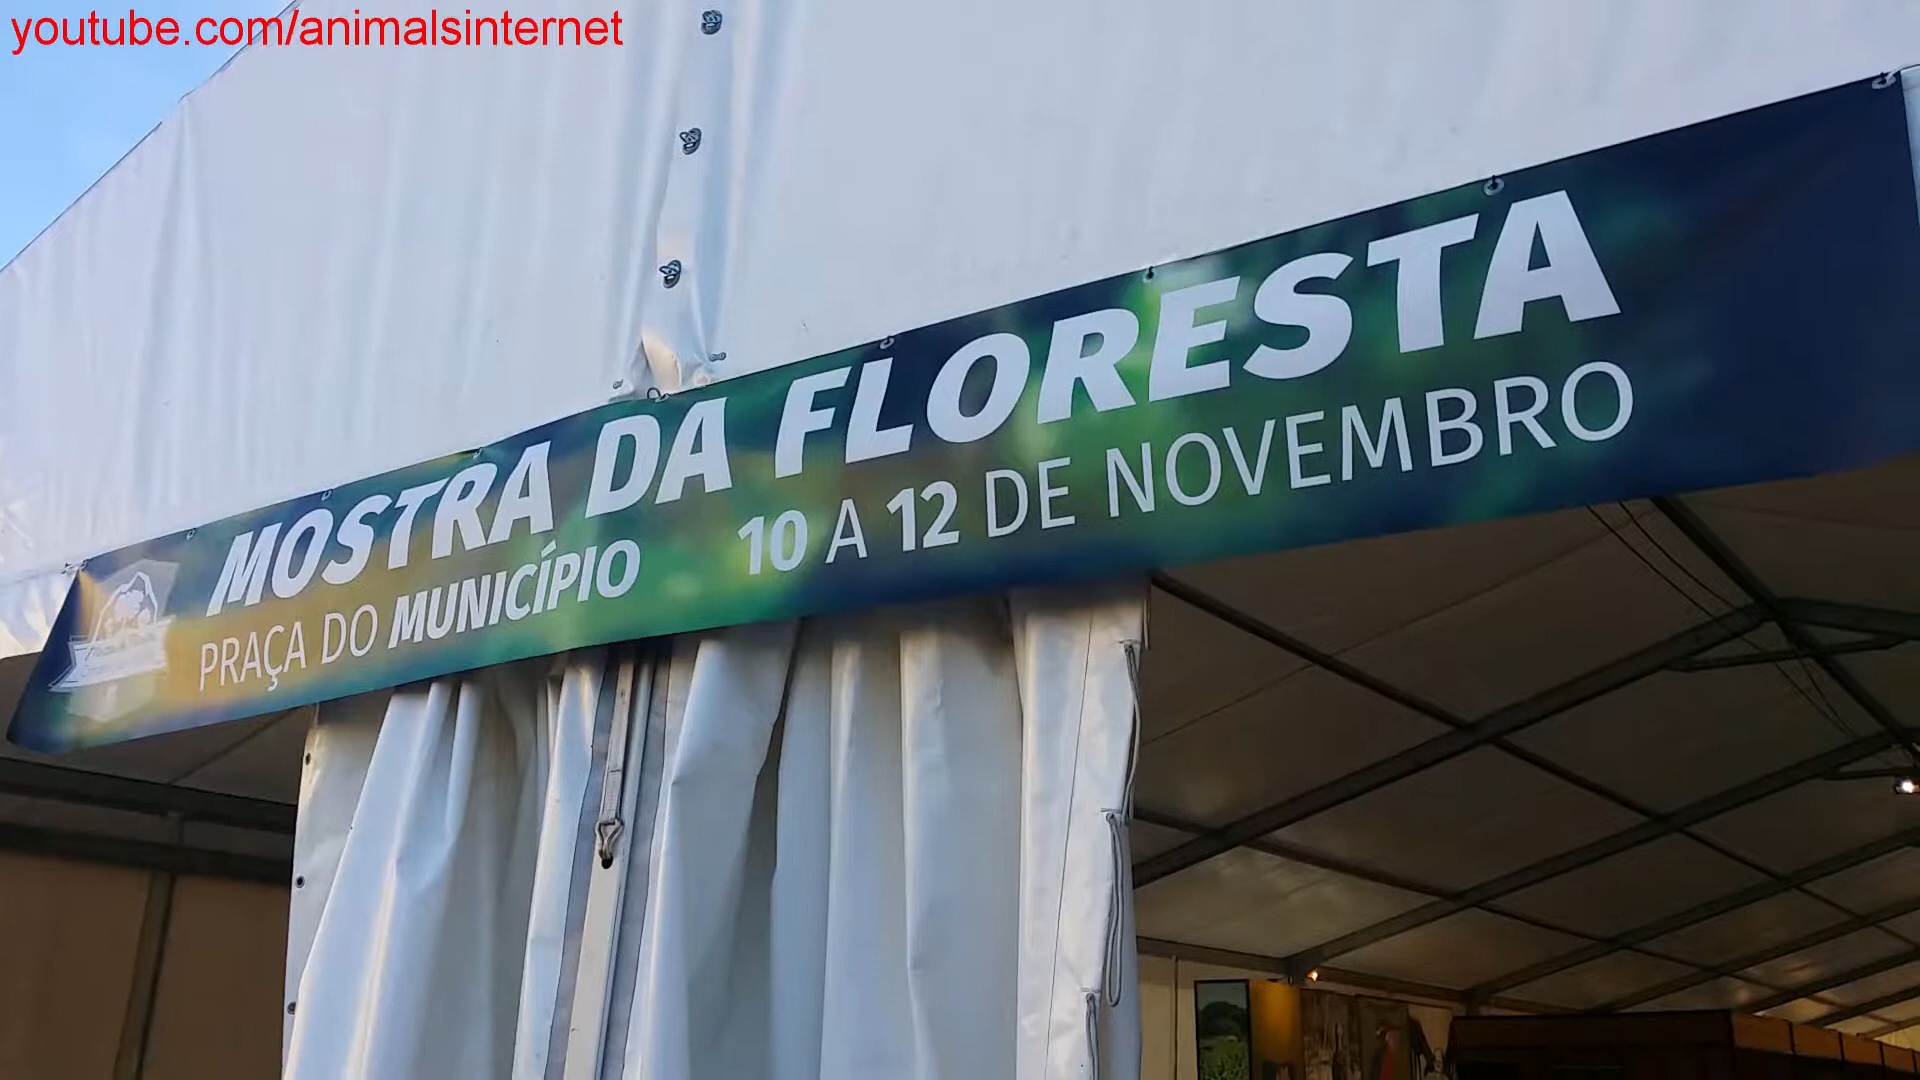 youtube.com/animalsinternet
MOSTRA DA FLORESTA
PRAÇA DO MUNICÍPIO 10 A 12 DE NOVEMBRO